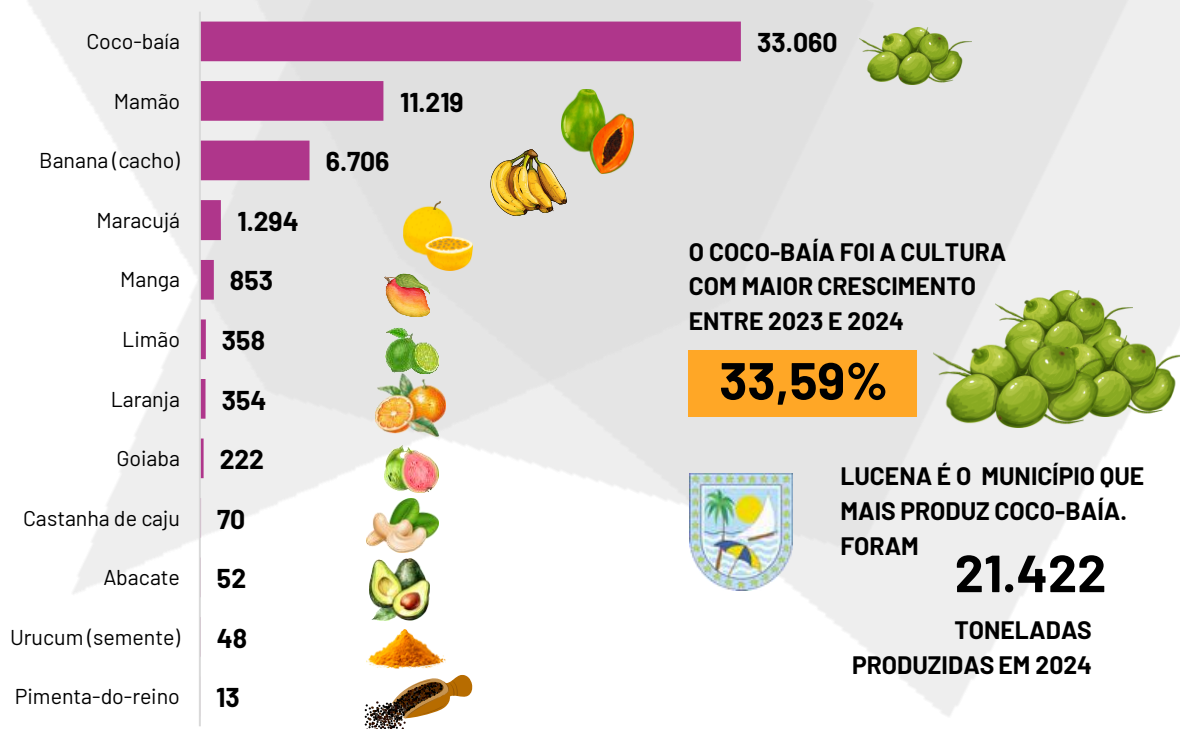 Coco-baía 33.060
Mamão 11.219
Banana (cacho) 6.706
Maracujá 1.294
Manga 853
Limão 358
Laranja 354
Goiaba 222
Castanha de caju 70
Abacate 52
Urucum (semente) 48
Pimenta-do-reino 13
O COCO-BAÍA FOI A CULTURA
COM MAIOR CRESCIMENTO
ENTRE 2023 E 2024
33,59%
LUCENA É O MUNICÍPIO QUE
MAIS PRODUZ COCO-BAÍA.
FORAM
21.422
TONELADAS
PRODUZIDAS EM 2024